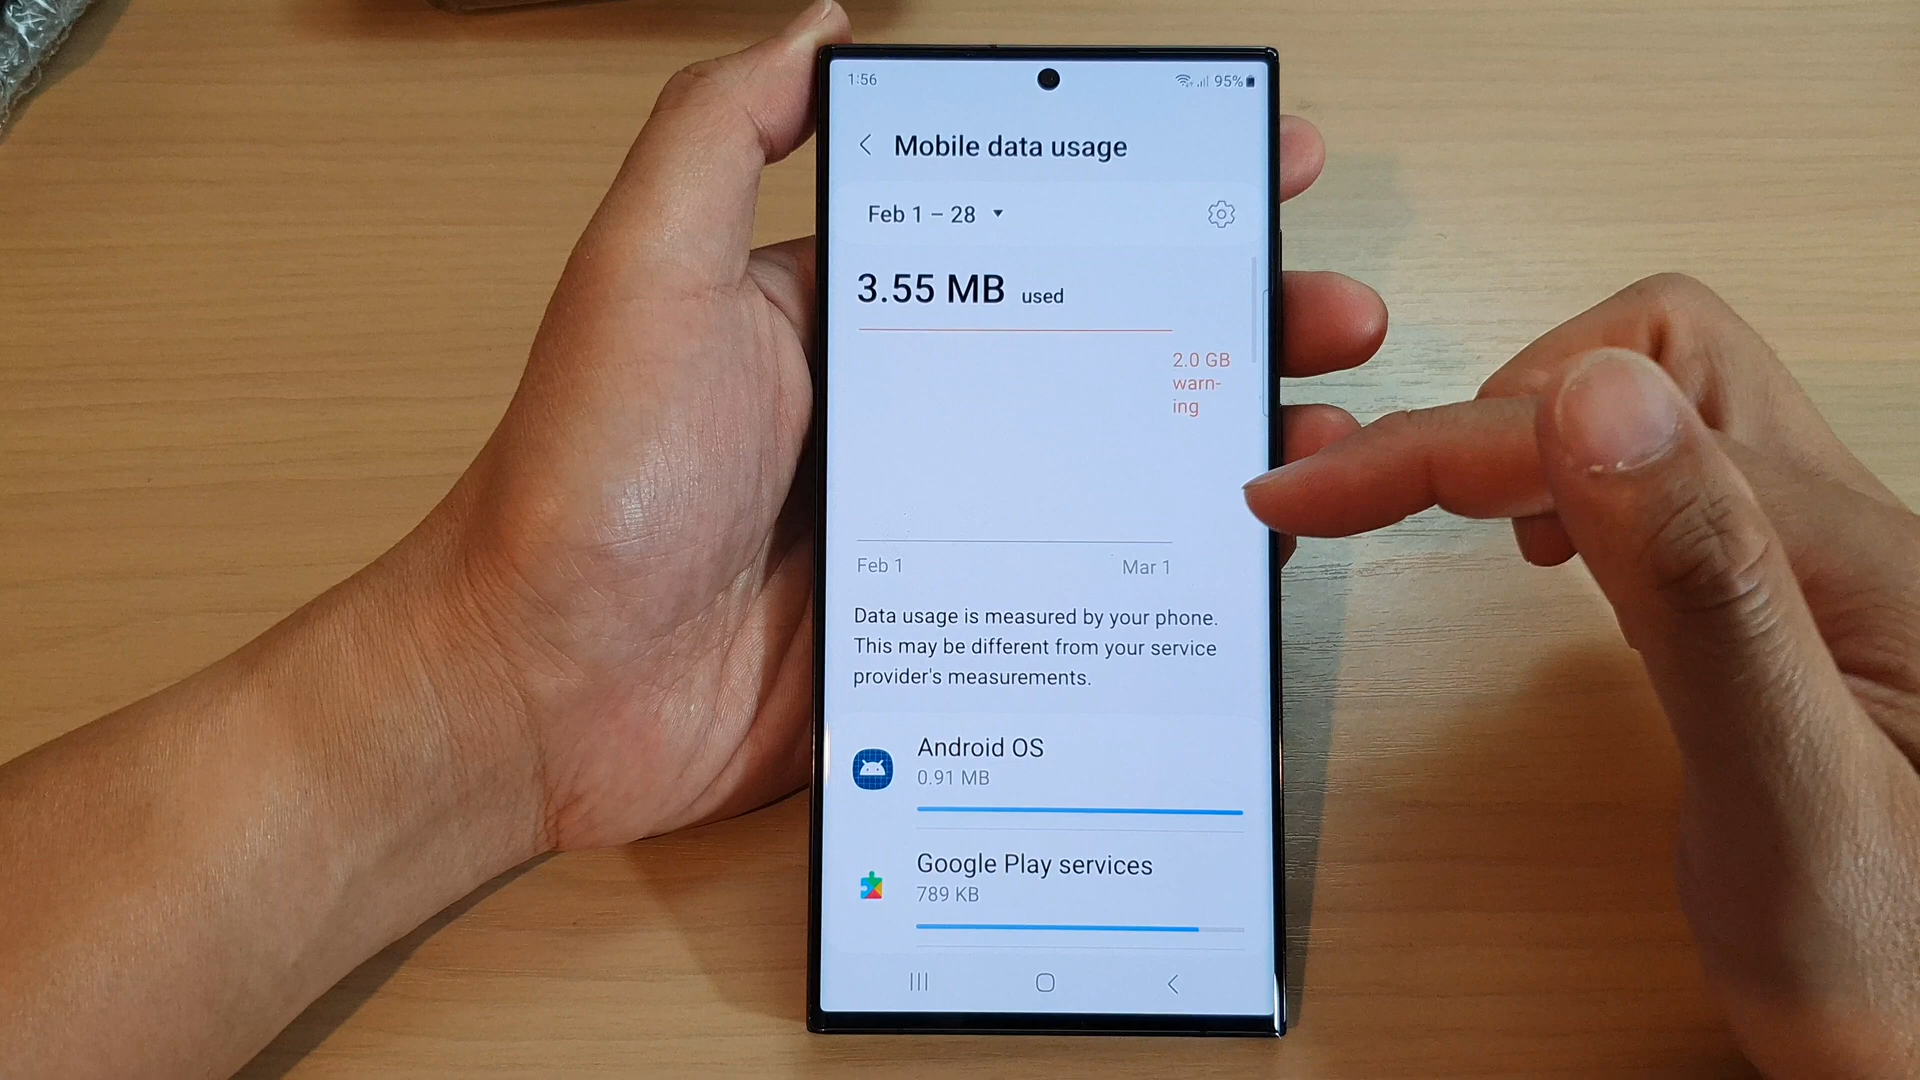 1:56
95%
Mobile data usage
Feb 1 – 28
3.55 MB used
2.0 GB
warn-
ing
Feb 1
Mar 1
Data usage is measured by your phone.
This may be different from your service
provider's measurements.
Android OS
0.91 MB
Google Play services
789 KB